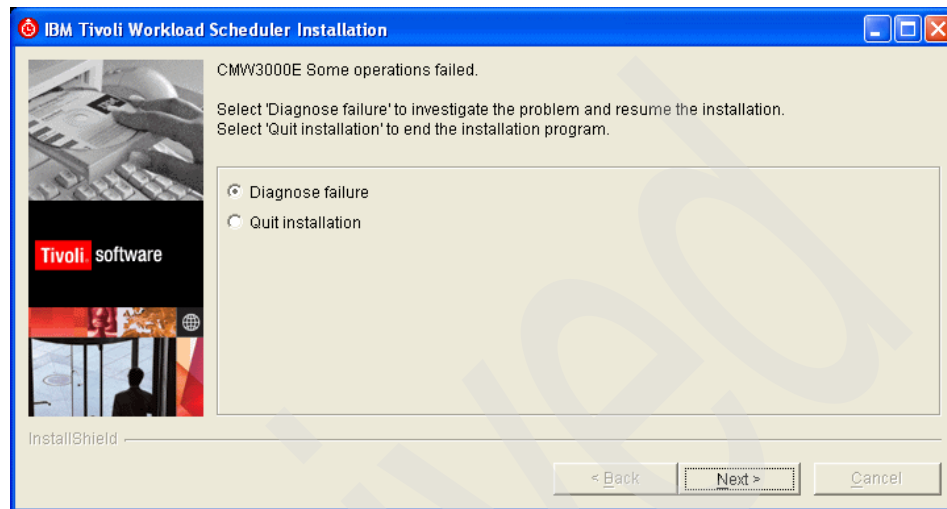 IBM Tivoli Workload Scheduler Installation
CMW3000E Some operations failed.
Select 'Diagnose failure' to investigate the problem and resume the installation.
Select 'Quit installation' to end the installation program.
Diagnose failure
Quit installation
Tivoli. software
InstallShield
< Back
Next >
Cancel